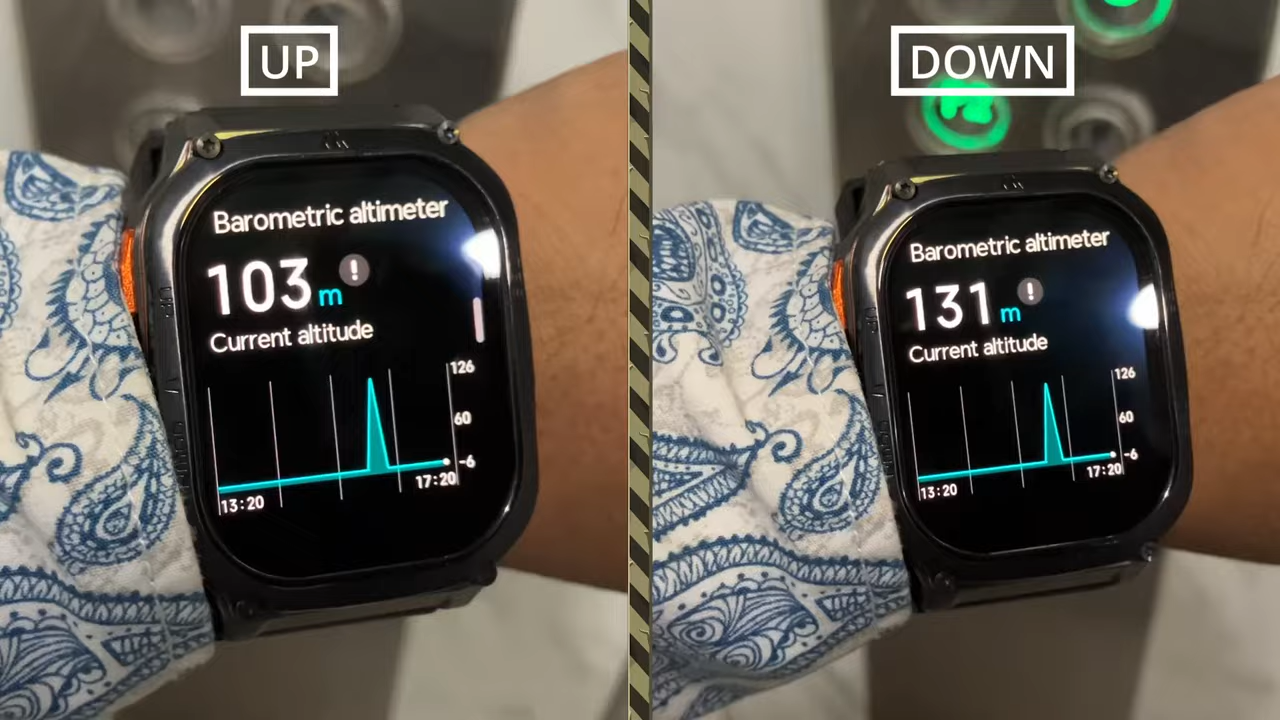 UP
Barometric altimeter
103 m !
Current altitude
126
60
-6
13:20
17:20
DOWN
Barometric altimeter
131 m !
Current altitude
126
60
-6
13:20
17:20